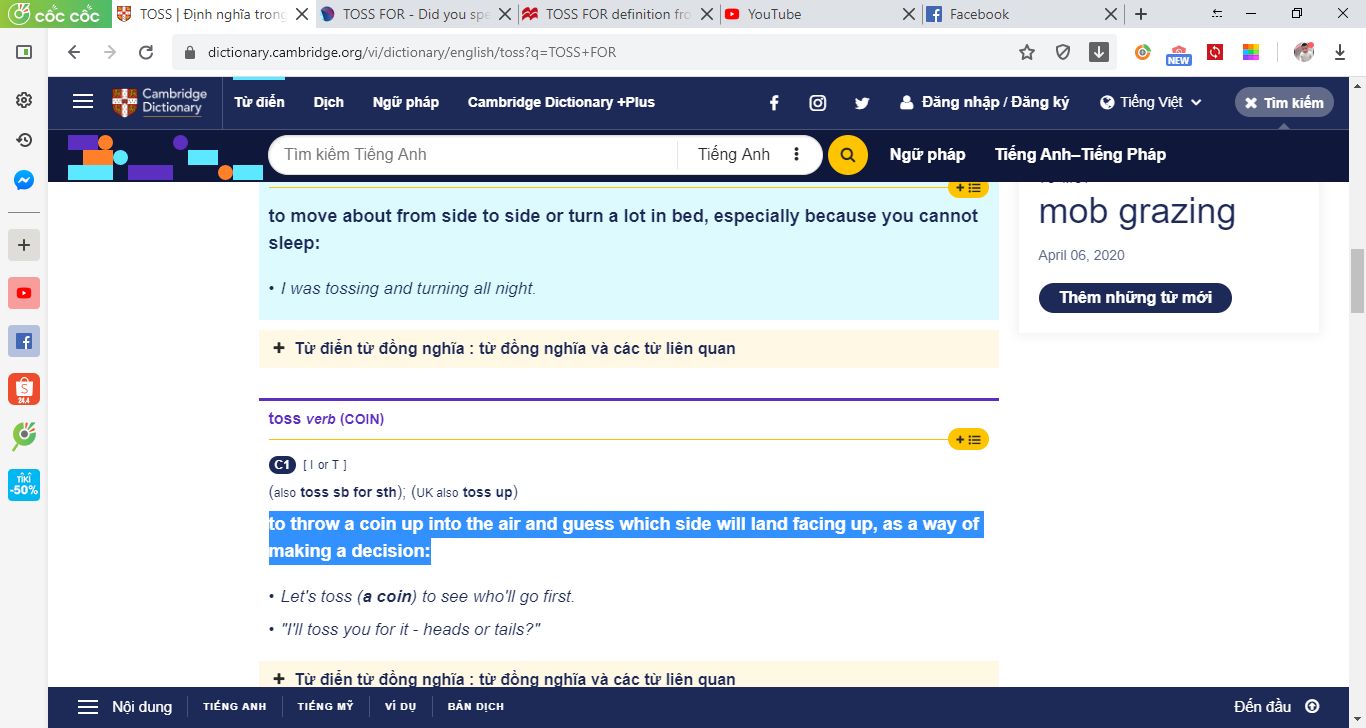 cốc cốc
TOSS | Định nghĩa trong
TOSS FOR - Did you spe
TOSS FOR definition fro
YouTube
Facebook
dictionary.cambridge.org/vi/dictionary/english/toss?q=TOSS+FOR
NEW
Cambridge
Dictionary
Từ điển
Dịch
Ngữ pháp
Cambridge Dictionary +Plus
Đăng nhập / Đăng ký
Tiếng Việt
Tìm kiếm
Tìm kiếm Tiếng Anh
Tiếng Anh
Ngữ pháp
Tiếng Anh–Tiếng Pháp
to move about from side to side or turn a lot in bed, especially because you cannot
sleep:
• I was tossing and turning all night.
+ Từ điển từ đồng nghĩa : từ đồng nghĩa và các từ liên quan
toss verb (COIN)
C1 [ I or T ]
(also toss sb for sth); (UK also toss up)
to throw a coin up into the air and guess which side will land facing up, as a way of
making a decision:
• Let's toss (a coin) to see who'll go first.
• "I'll toss you for it - heads or tails?"
+ Từ điển từ đồng nghĩa : từ đồng nghĩa và các từ liên quan
mob grazing
April 06, 2020
Thêm những từ mới
24.4
TIKI
-50%
Nội dung
TIẾNG ANH
TIẾNG MỸ
VÍ DỤ
BẢN DỊCH
Đến đầu